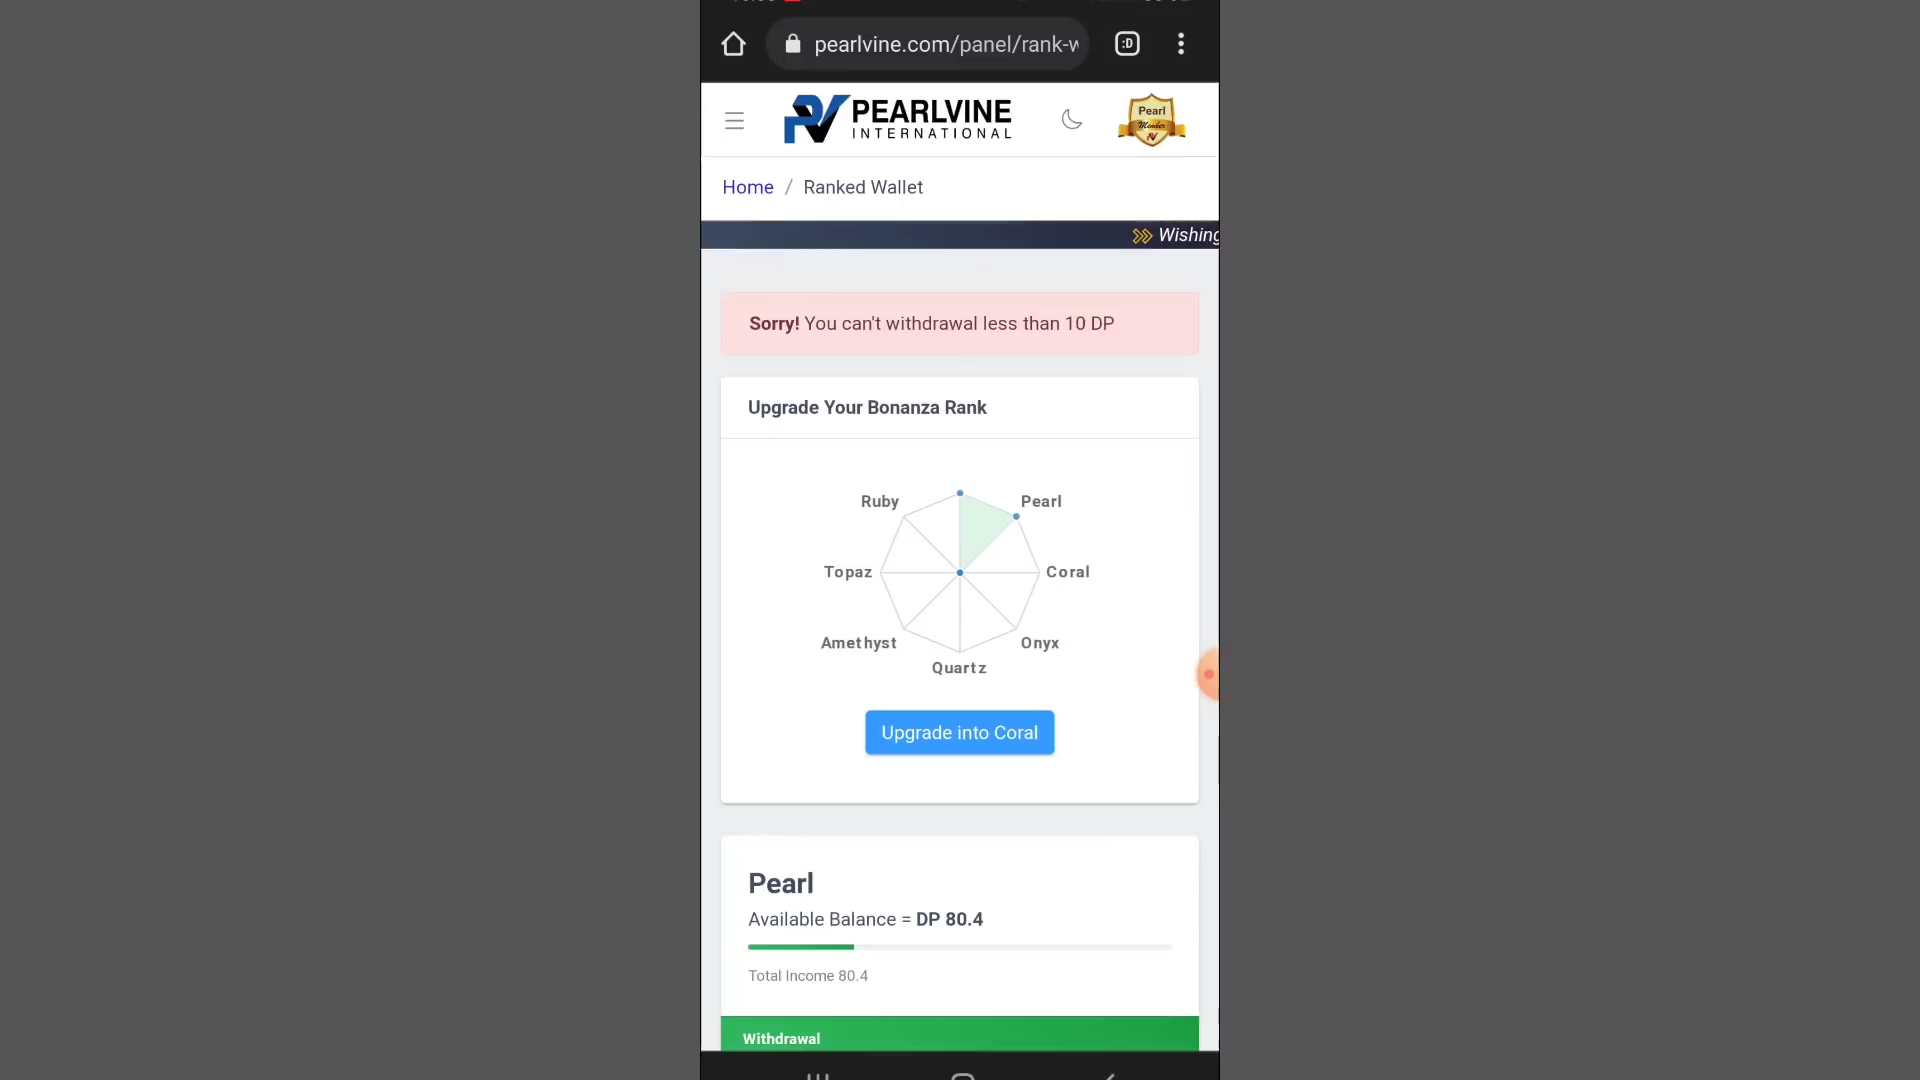 pearlvine.com/panel/rank-w
:D
PEARLVINE
INTERNATIONAL
Pearl
Member
Home / Ranked Wallet
Wishing
Sorry! You can't withdrawal less than 10 DP
Upgrade Your Bonanza Rank
Ruby
Pearl
Topaz
Coral
Amethyst
Onyx
Quartz
Upgrade into Coral
Pearl
Available Balance = DP 80.4
Total Income 80.4
Withdrawal